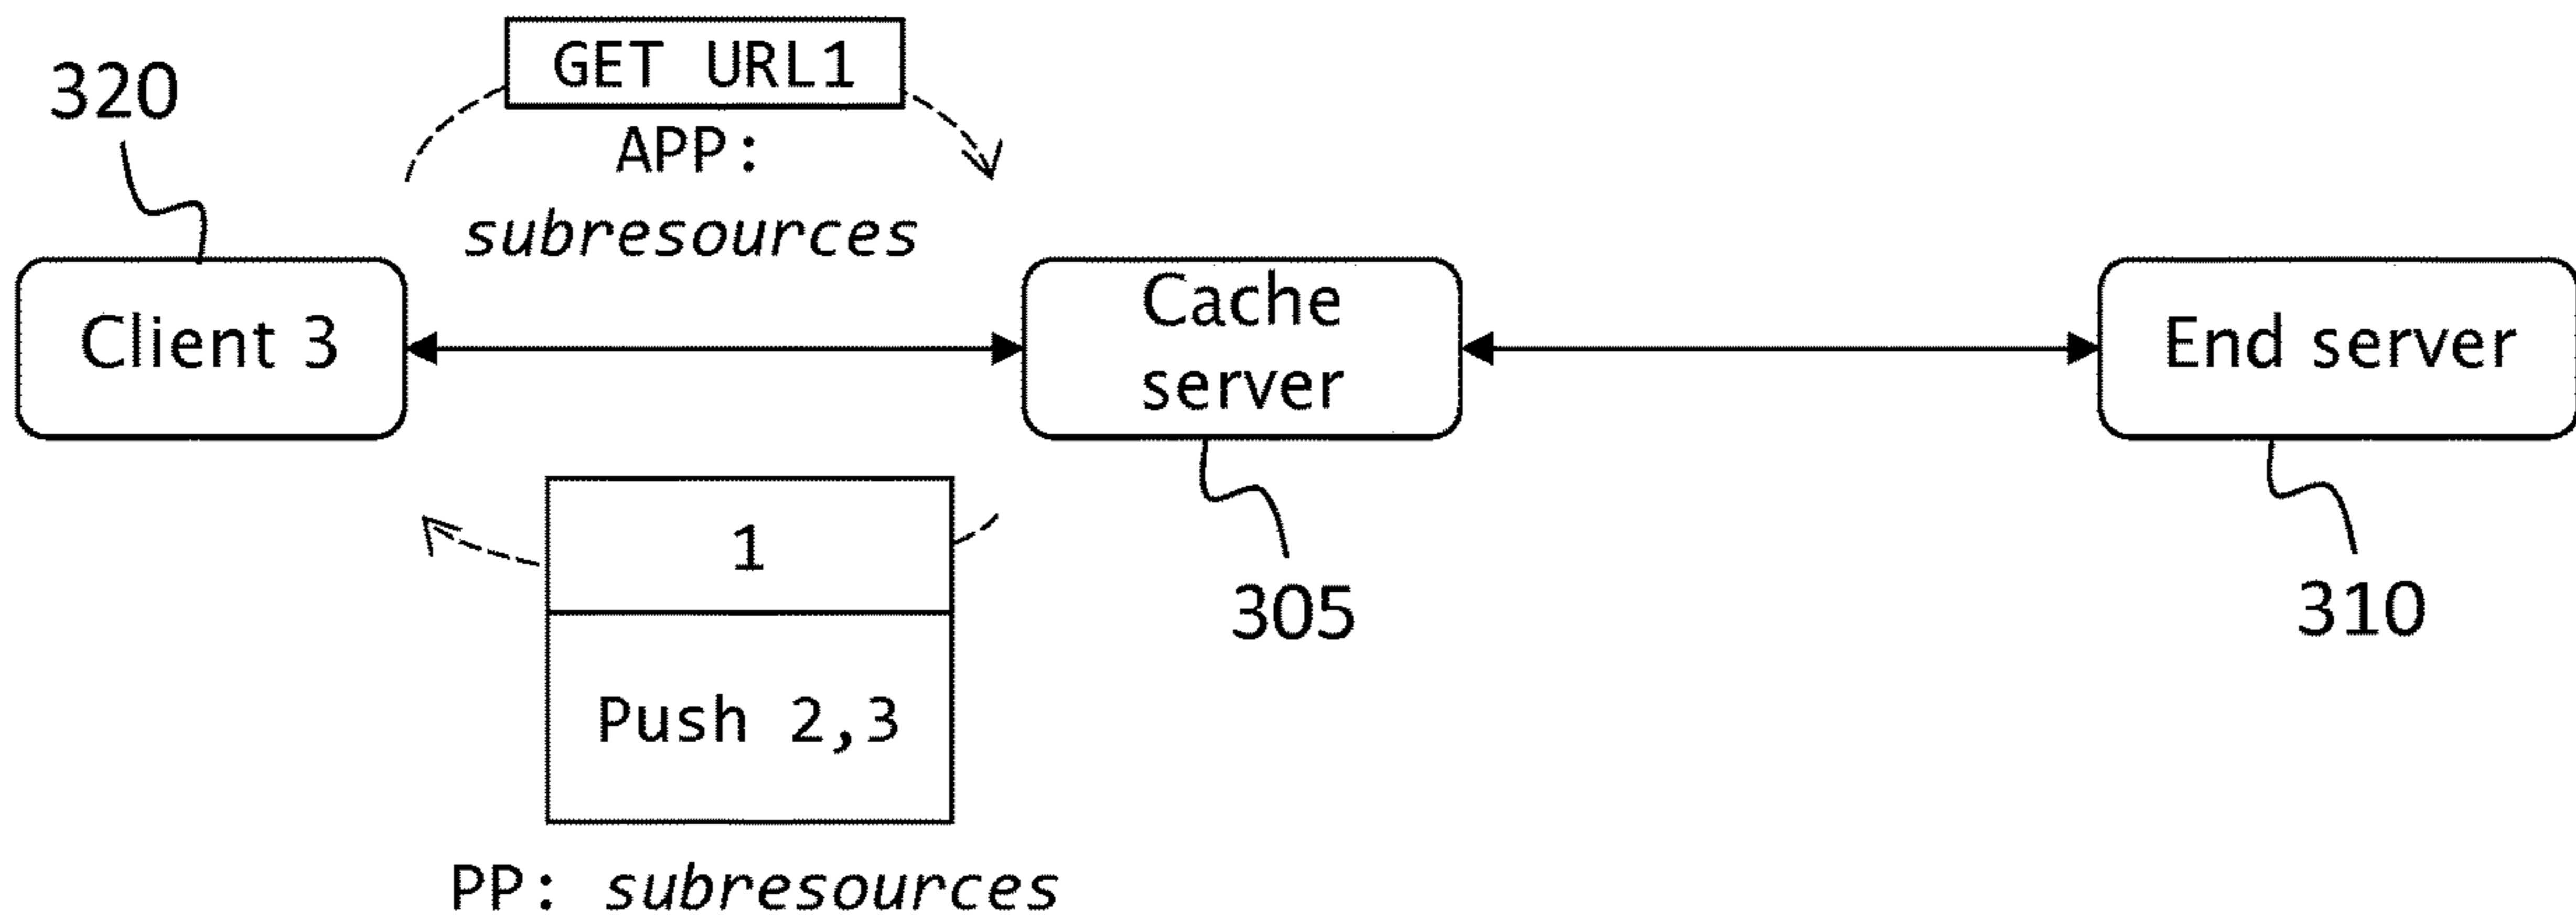 GET URL1
320
APP:
subresources
Client 3
Cache
server
End server
1
305
310
Push 2,3
PP: subresources